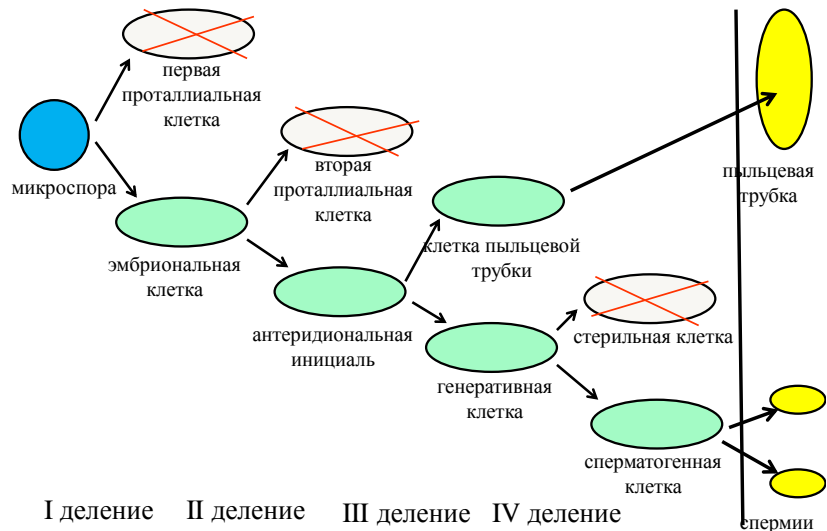 первая
проталлиальная
клетка
микроспора
вторая
проталлиальная
клетка
пыльцевая
трубка
клетка пыльцевой
трубки
эмбриональная
клетка
антеридиональная
инициаль
стерильная клетка
генеративная
клетка
сперматогенная
клетка
I деление
II деление
III деление
IV деление
спермии